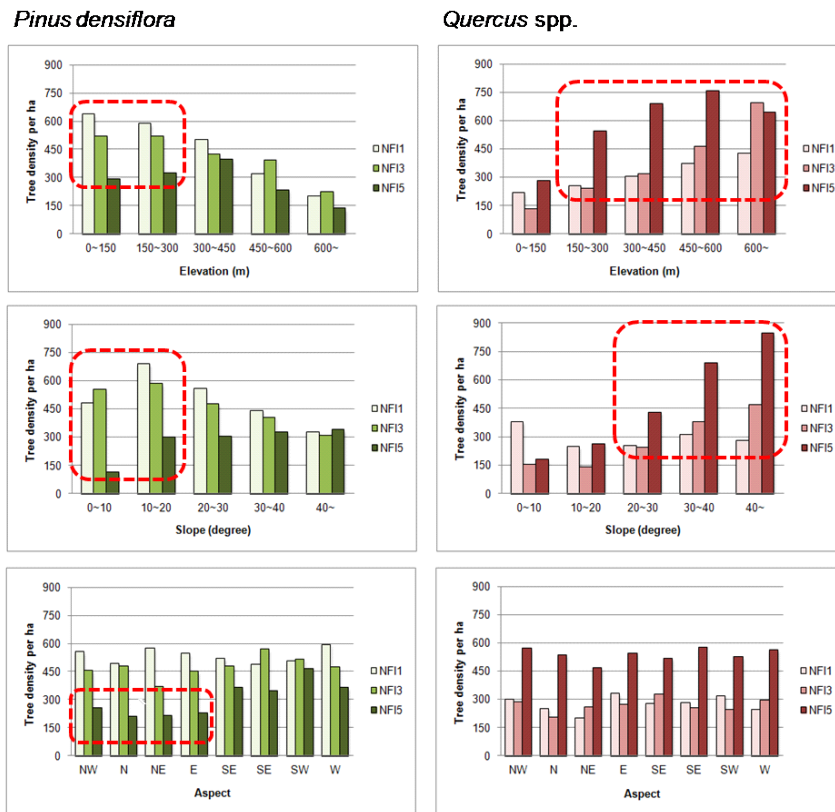 Pinus densiflora
Quercus spp.
900
750
600
450
300
150
0
Tree density per ha
0~150 150~300 300~450 450~600 600~
Elevation (m)
NFI1
NFI3
NFI5
900
750
600
450
300
150
0
Tree density per ha
0~150 150~300 300~450 450~600 600~
Elevation (m)
NFI1
NFI3
NFI5
900
750
600
450
300
150
0
Tree density per ha
0~10 10~20 20~30 30~40 40~
Slope (degree)
NFI1
NFI3
NFI5
900
750
600
450
300
150
0
Tree density per ha
0~10 10~20 20~30 30~40 40~
Slope (degree)
NFI1
NFI3
NFI5
900
750
600
450
300
150
0
Tree density per ha
NW N NE E SE SE SW W
Aspect
NFI1
NFI3
NFI5
900
750
600
450
300
150
0
Tree density per ha
NW N NE E SE SE SW W
Aspect
NFI1
NFI3
NFI5